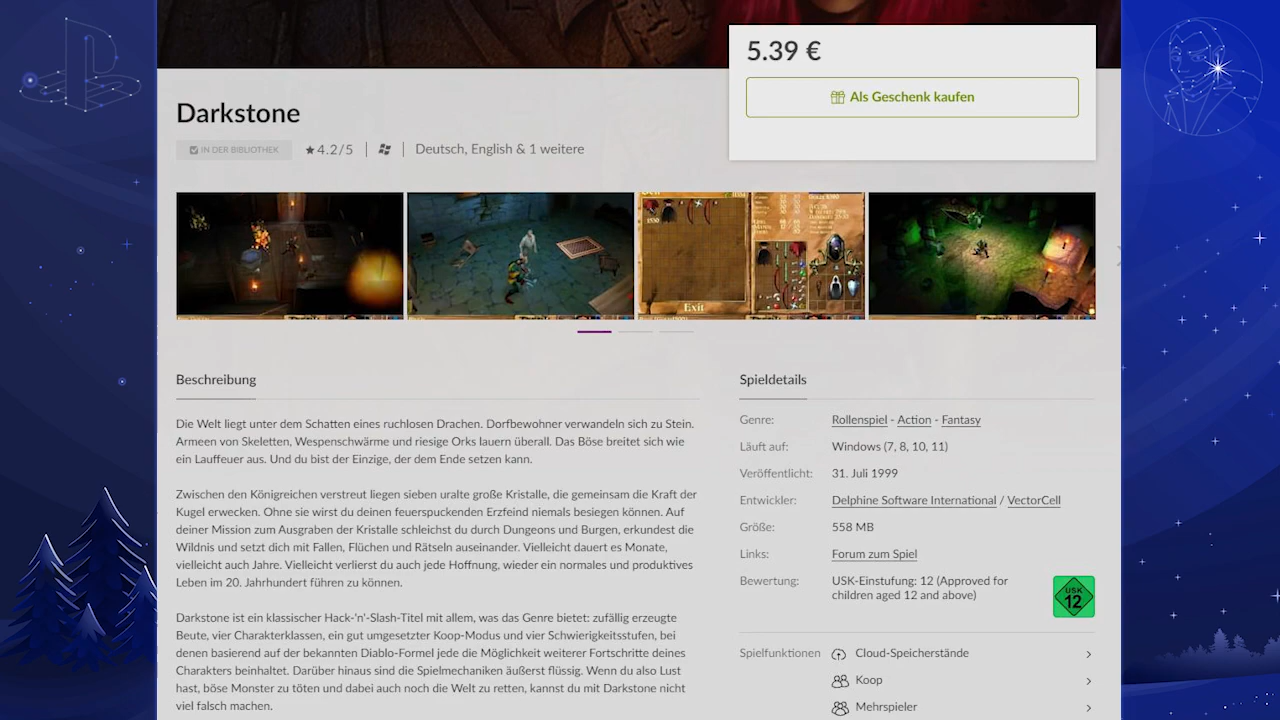 5.39 €
Als Geschenk kaufen
Darkstone
IN DER BIBLIOTHEK
4.2/5
Deutsch, English & 1 weitere
Exit
Beschreibung
Die Welt liegt unter dem Schatten eines ruchlosen Drachen. Dorfbewohner verwandeln sich zu Stein.
Armeen von Skeletten, Wespenschwärme und riesige Orks lauern überall. Das Böse breitet sich wie
ein Lauffeuer aus. Und du bist der Einzige, der dem Ende setzen kann.
Zwischen den Königreichen verstreut liegen sieben uralte große Kristalle, die gemeinsam die Kraft der
Kugel erwecken. Ohne sie wirst du deinen feuerspuckenden Erzfeind niemals besiegen können. Auf
deiner Mission zum Ausgraben der Kristalle schleichst du durch Dungeons und Burgen, erkundest die
Wildnis und setzt dich mit Fallen, Flüchen und Rätseln auseinander. Vielleicht dauert es Monate,
vielleicht auch Jahre. Vielleicht verlierst du auch jede Hoffnung, wieder ein normales und produktives
Leben im 20. Jahrhundert führen zu können.
Darkstone ist ein klassischer Hack-'n'-Slash-Titel mit allem, was das Genre bietet: zufällig erzeugte
Beute, vier Charakterklassen, ein gut umgesetzter Koop-Modus und vier Schwierigkeitsstufen, bei
denen basierend auf der bekannten Diablo-Formel jede die Möglichkeit weiterer Fortschritte deines
Charakters beinhaltet. Darüber hinaus sind die Spielmechaniken äußerst flüssig. Wenn du also Lust
hast, böse Monster zu töten und dabei auch noch die Welt zu retten, kannst du mit Darkstone nicht
viel falsch machen.
Spieldetails
Genre: Rollenspiel - Action - Fantasy
Läuft auf: Windows (7, 8, 10, 11)
Veröffentlicht: 31. Juli 1999
Entwickler: Delphine Software International / VectorCell
Größe: 558 MB
Links: Forum zum Spiel
Bewertung: USK-Einstufung: 12 (Approved for
children aged 12 and above)
USK
12
Spielfunktionen Cloud-Speicherstände
Koop
Mehrspieler